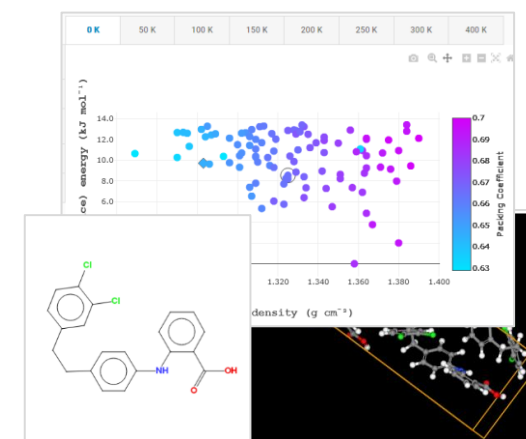 0 K 50 K 100 K 150 K 200 K 250 K 300 K 400 K
ce) energy (kJ mol⁻¹)
14.0
12.0
10.0
8.0
6.0
1.320 1.340 1.360 1.380 1.400
density (g cm⁻³)
0.7
0.69
0.68
0.67
0.66
0.65
0.64
0.63
Packing Coefficient
Cl
Cl
NH
OH
O